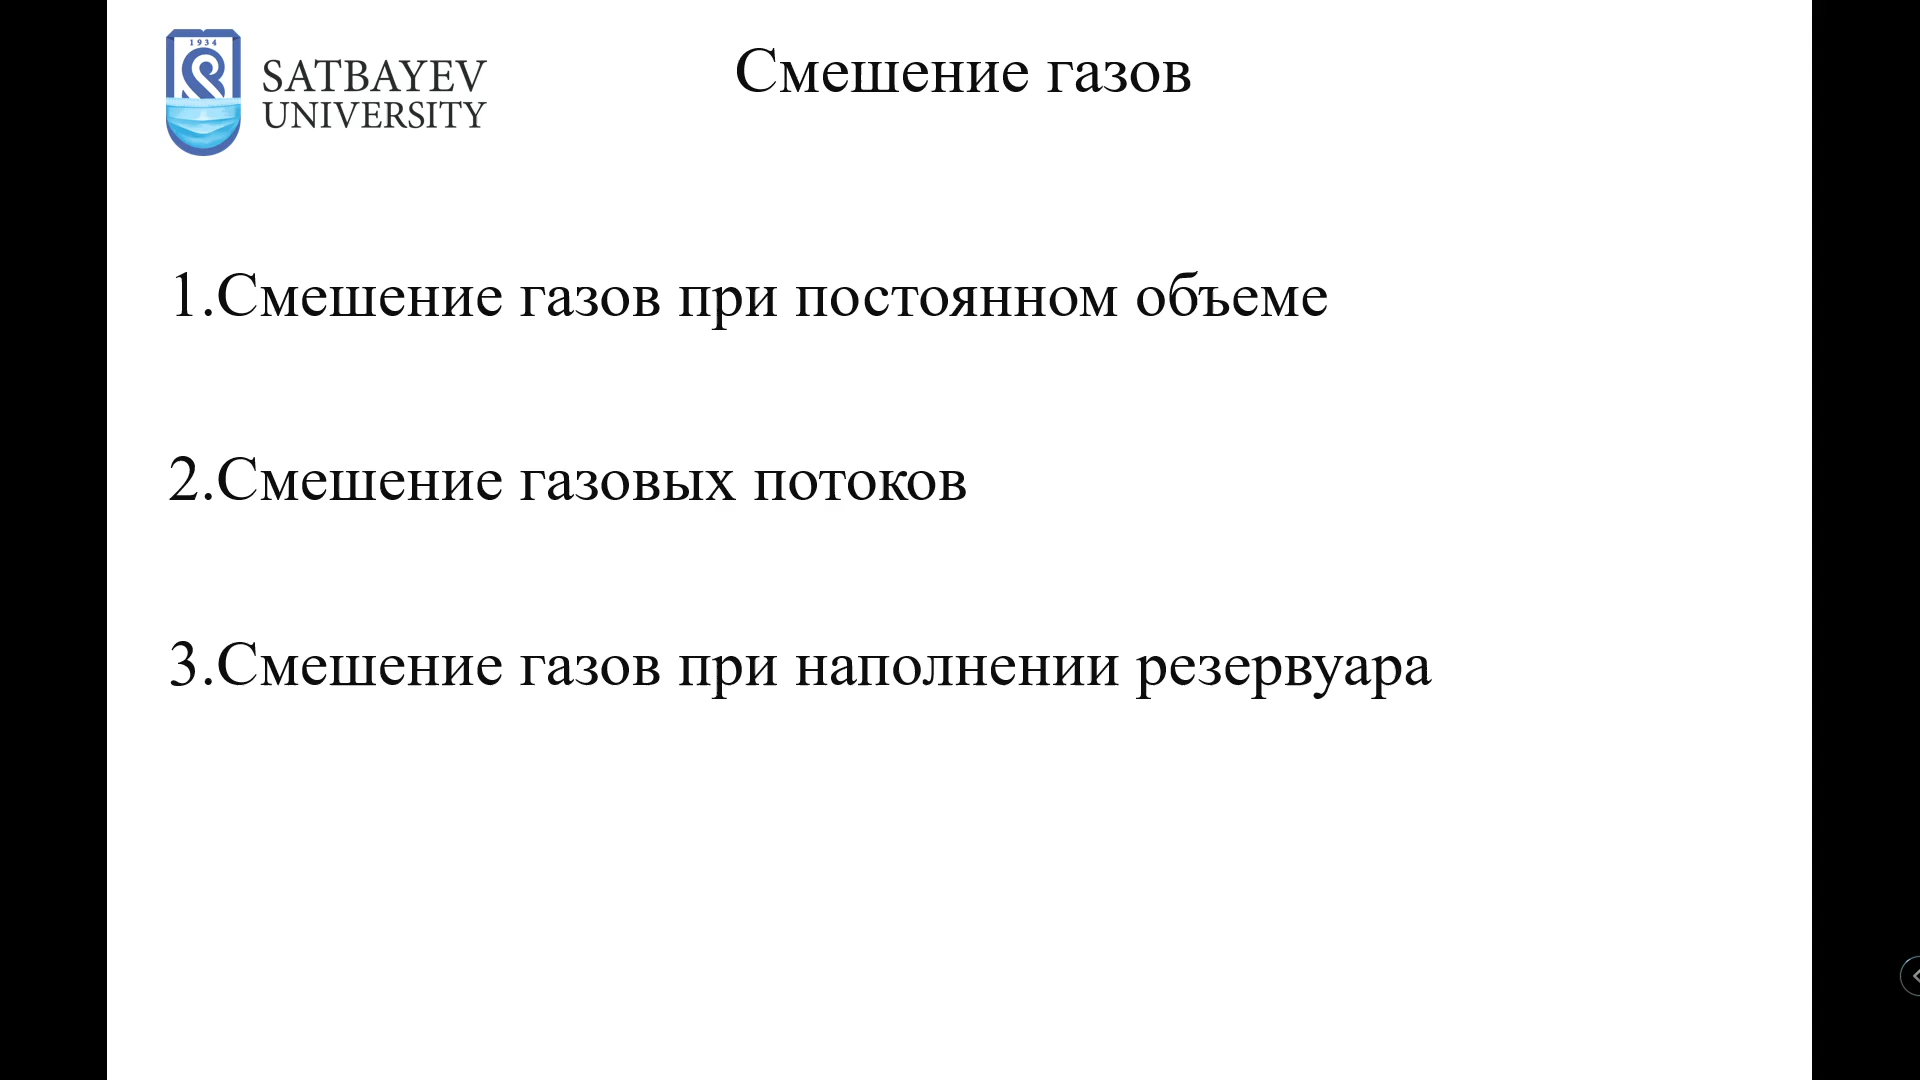 1934
SATBAYEV
UNIVERSITY
Смешение газов
1.Смешение газов при постоянном объеме
2.Смешение газовых потоков
3.Смешение газов при наполнении резервуара